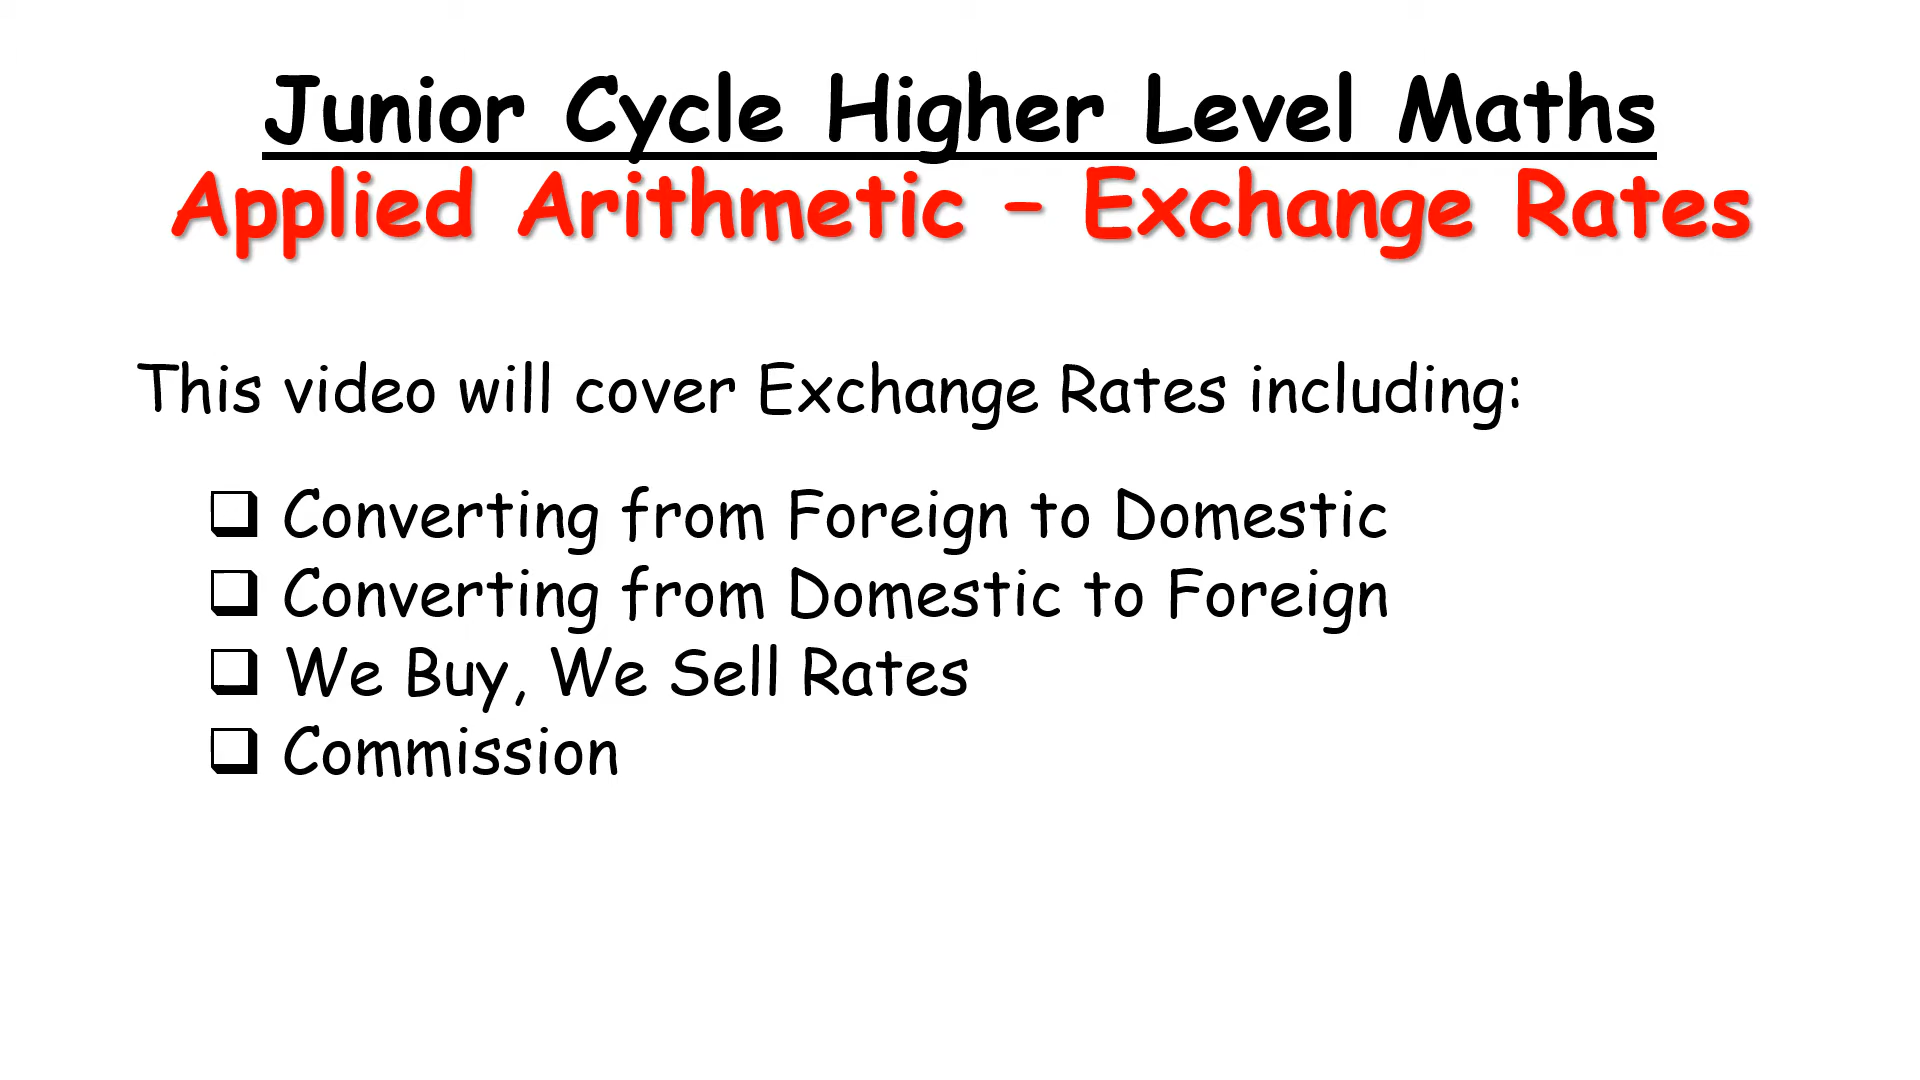 Junior Cycle Higher Level Maths
Applied Arithmetic – Exchange Rates
This video will cover Exchange Rates including:
❑ Converting from Foreign to Domestic
❑ Converting from Domestic to Foreign
❑ We Buy, We Sell Rates
❑ Commission